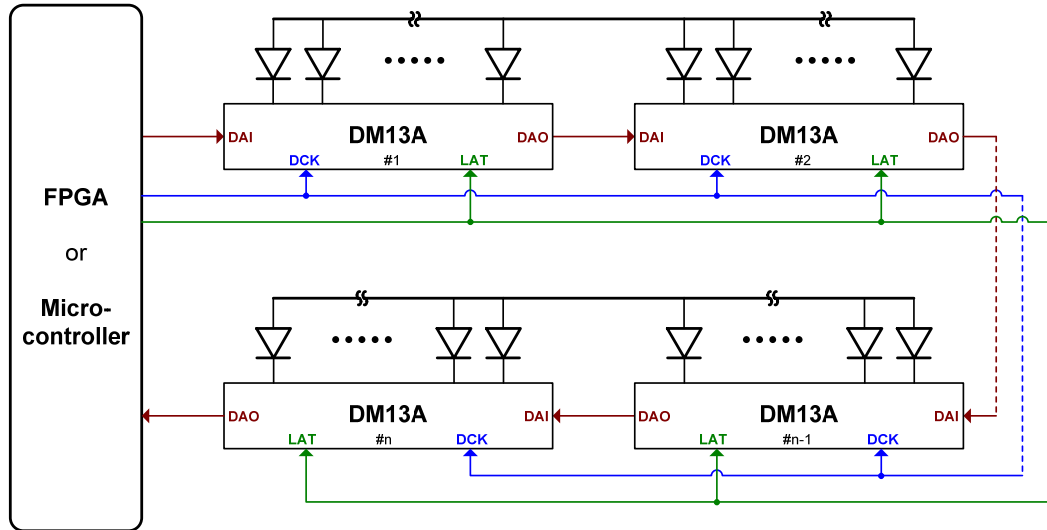 FPGA
or
Micro-
controller
DAI DM13A DAO
DCK #1 LAT
DAI DM13A DAO
DCK #2 LAT
DAO DM13A DAI
LAT #n DCK
DAO DM13A DAI
LAT #n-1 DCK